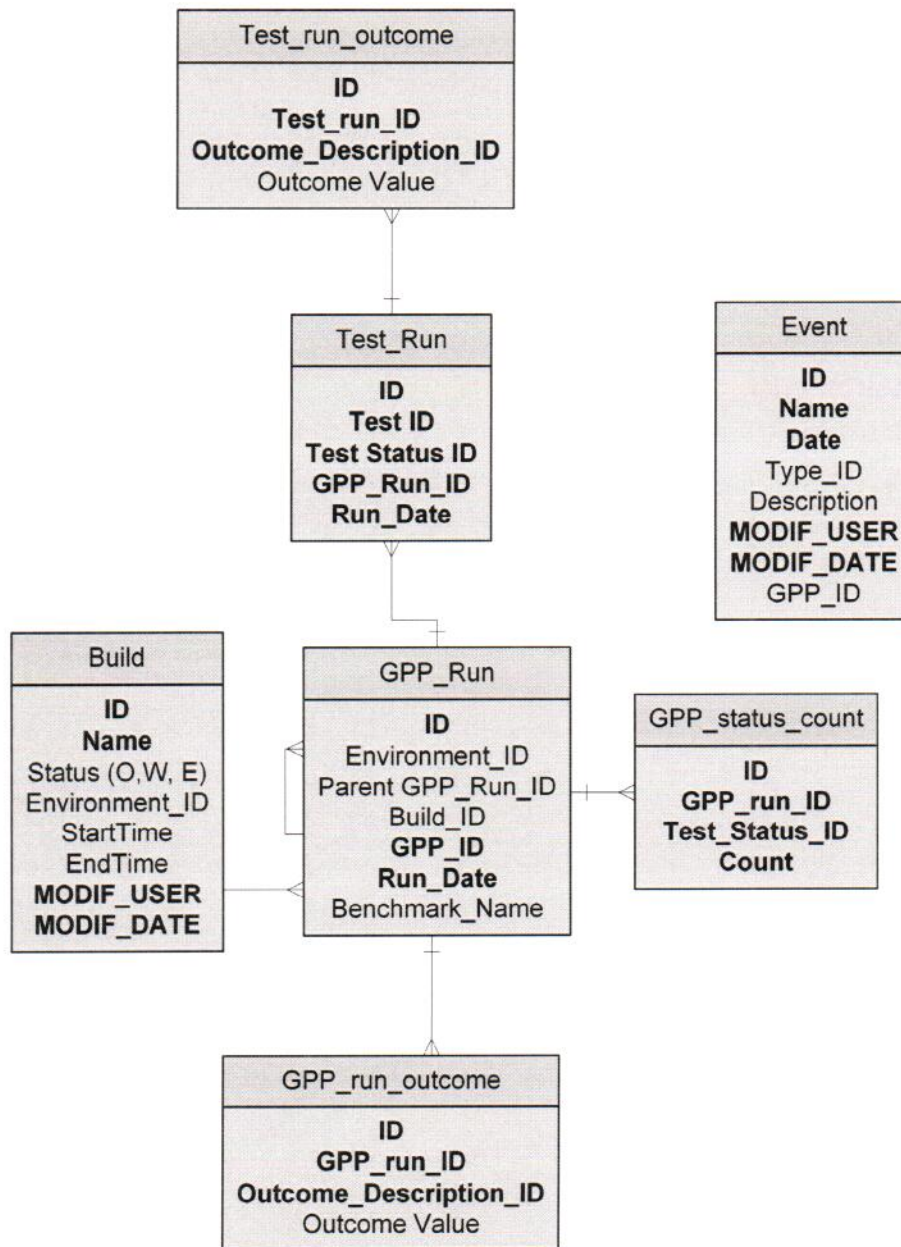 Test_run_outcome
ID
Test_run_ID
Outcome_Description_ID
Outcome Value
Test_Run
ID
Test ID
Test Status ID
GPP_Run_ID
Run_Date
Event
ID
Name
Date
Type_ID
Description
MODIF_USER
MODIF_DATE
GPP_ID
Build
ID
Name
Status (O,W, E)
Environment_ID
StartTime
EndTime
MODIF_USER
MODIF_DATE
GPP_Run
ID
Environment_ID
Parent GPP_Run_ID
Build_ID
GPP_ID
Run_Date
Benchmark_Name
GPP_status_count
ID
GPP_run_ID
Test_Status_ID
Count
GPP_run_outcome
ID
GPP_run_ID
Outcome_Description_ID
Outcome Value